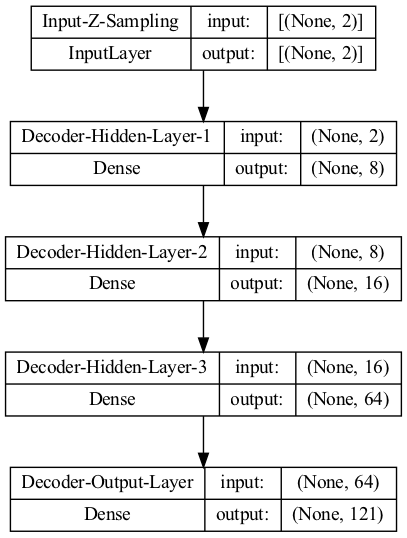 Input-Z-Sampling input: [(None, 2)]
InputLayer output: [(None, 2)]
Decoder-Hidden-Layer-1 input: (None, 2)
Dense output: (None, 8)
Decoder-Hidden-Layer-2 input: (None, 8)
Dense output: (None, 16)
Decoder-Hidden-Layer-3 input: (None, 16)
Dense output: (None, 64)
Decoder-Output-Layer input: (None, 64)
Dense output: (None, 121)